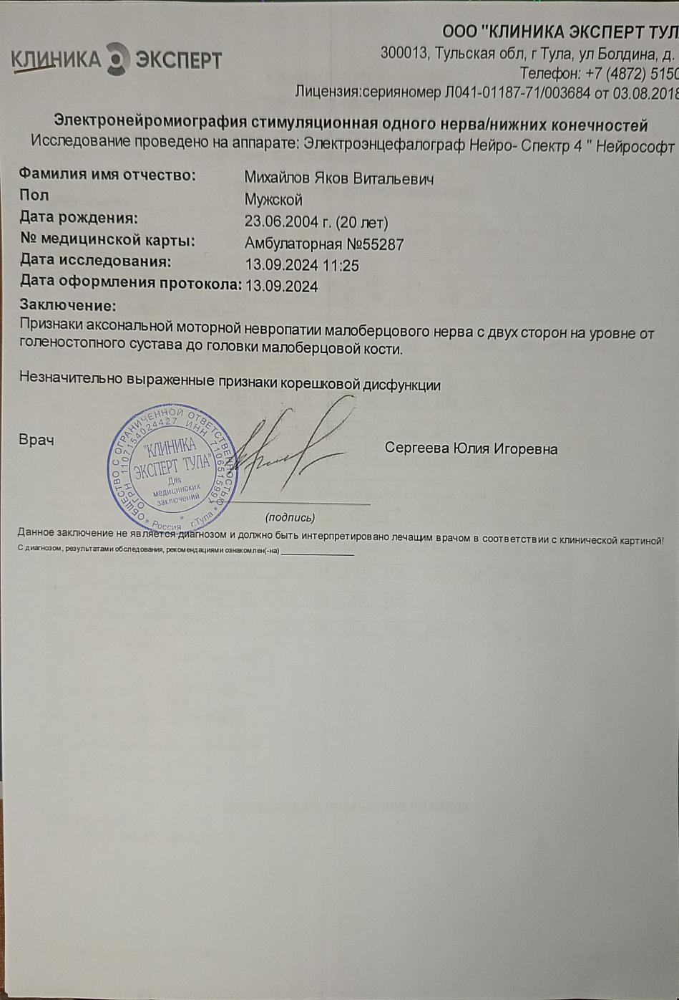 КЛИНИКА ЭКСПЕРТ
ООО "КЛИНИКА ЭКСПЕРТ ТУЛ
300013, Тульская обл, г Тула, ул Болдина, д.
Телефон: +7 (4872) 5150
Лицензия:серияномер Л041-01187-71/003684 от 03.08.2018
Электронейромиография стимуляционная одного нерва/нижних конечностей
Исследование проведено на аппарате: Электроэнцефалограф Нейро- Спектр 4 " Нейрософт
Фамилия имя отчество: Михайлов Яков Витальевич
Пол Мужской
Дата рождения: 23.06.2004 г. (20 лет)
№ медицинской карты: Амбулаторная №55287
Дата исследования: 13.09.2024 11:25
Дата оформления протокола: 13.09.2024
Заключение:
Признаки аксональной моторной невропатии малоберцового нерва с двух сторон на уровне от
голеностопного сустава до головки малоберцовой кости.
Незначительно выраженные признаки корешковой дисфункции
Врач
Сергеева Юлия Игоревна
ОБЩЕСТВО С ОГРАНИЧЕННОЙ ОТВЕТСТВЕННОСТЬЮ
ОГРН 1107154024427 ИНН 7106515997
"КЛИНИКА
ЭКСПЕРТ ТУЛА"
Для
медицинских
заключений
* Россия г.Тула *
(подпись)
Данное заключение не является диагнозом и должно быть интерпретировано лечащим врачом в соответствии с клинической картиной!
С диагнозом, результатами обследования, рекомендациями ознакомлен(-на)